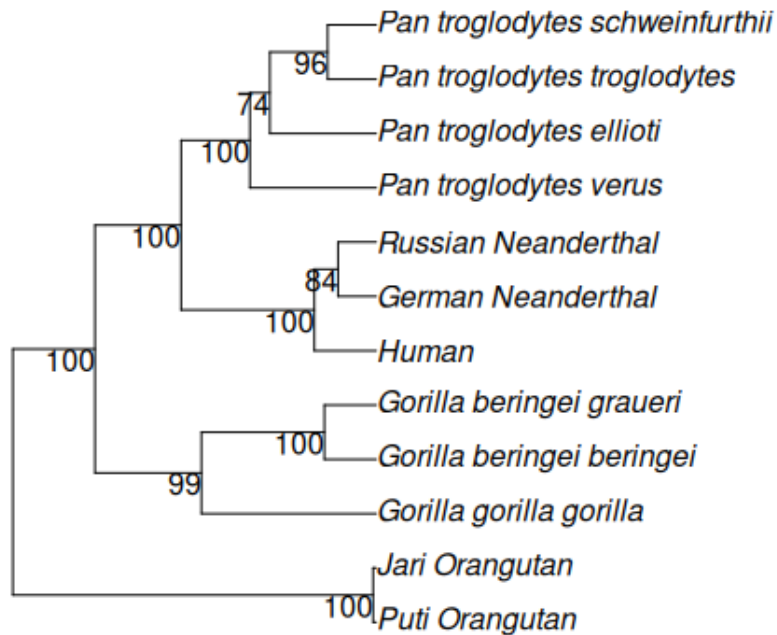 Pan troglodytes schweinfurthii
96
Pan troglodytes troglodytes
74
Pan troglodytes ellioti
100
Pan troglodytes verus
100
Russian Neanderthal
84
German Neanderthal
100
Human
100
Gorilla beringei graueri
100
Gorilla beringei beringei
99
Gorilla gorilla gorilla
Jari Orangutan
100
Puti Orangutan